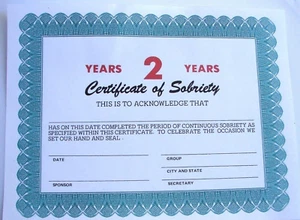 YEARS 2 YEARS
Certificate of Sobriety
THIS IS TO ACKNOWLEDGE THAT
HAS ON THIS DATE COMPLETED THE PERIOD OF CONTINUOUS SOBRIETY AS
SPECIFIED WITHIN THIS CERTIFICATE. TO CELEBRATE THE OCCASION WE
SET OUR HAND AND SEAL
DATE GROUP
CITY AND STATE
SPONSOR SECRETARY